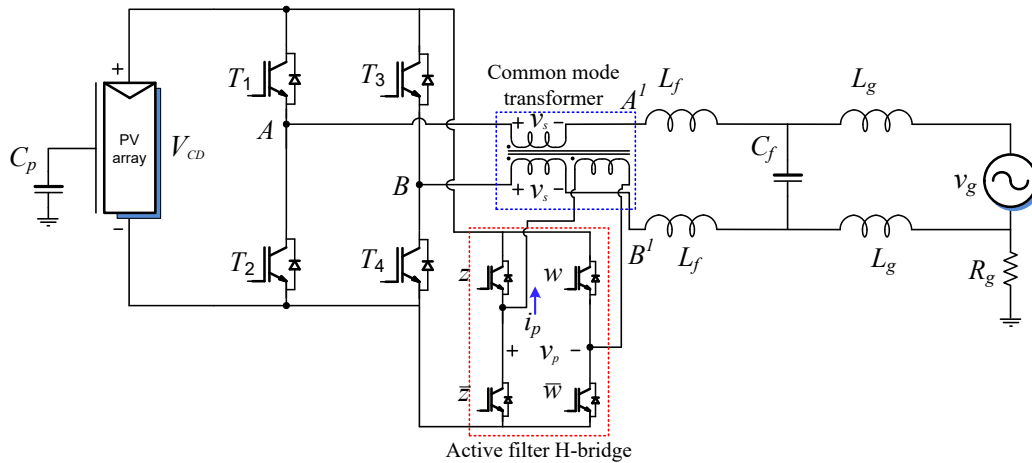 Common mode
transformer
T1
T3
+
A
+ vs −
A1
Lf
Lg
PV
array
VCD
Cp
B
+ vs −
Cf
vg
−
T2
T4
z
w
B1
Lf
Lg
Rg
ip
+ vp −
z̄
w̄
Active filter H-bridge